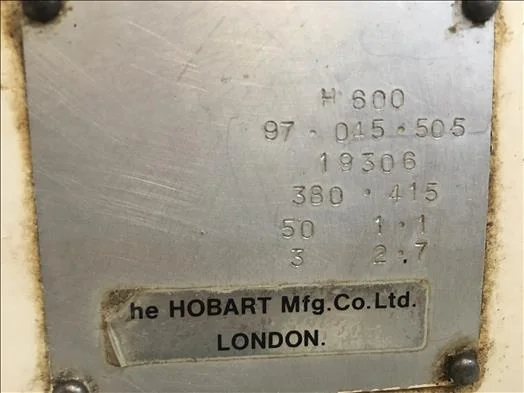 H 600
97 · 045 · 505
19306
380 · 415
50 1 · 1
3 2 · 7
he HOBART Mfg.Co.Ltd.
LONDON.